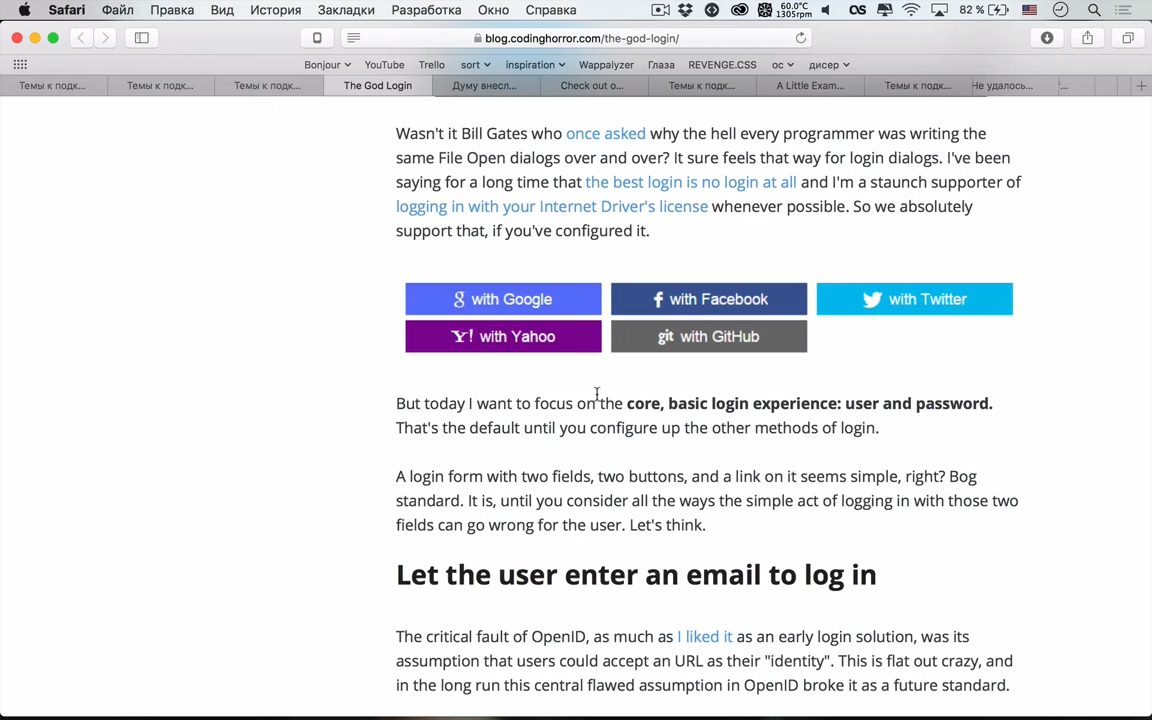 Safari Файл Правка Вид История Закладки Разработка Окно Справка 60.0°C 1305rpm 82 %
blog.codinghorror.com/the-god-login/
Bonjour YouTube Trello sort inspiration Wappalyzer Глаза REVENGE.CSS ос дисер
Темы к подк... Темы к подк... Темы к подк... The God Login Думу внесл... Check out o... Темы к подк... A Little Exam... Темы к подк... Не удалось...
Wasn't it Bill Gates who once asked why the hell every programmer was writing the
same File Open dialogs over and over? It sure feels that way for login dialogs. I've been
saying for a long time that the best login is no login at all and I'm a staunch supporter of
logging in with your Internet Driver's license whenever possible. So we absolutely
support that, if you've configured it.
with Google with Facebook with Twitter
Y! with Yahoo git with GitHub
But today I want to focus on the core, basic login experience: user and password.
That's the default until you configure up the other methods of login.
A login form with two fields, two buttons, and a link on it seems simple, right? Bog
standard. It is, until you consider all the ways the simple act of logging in with those two
fields can go wrong for the user. Let's think.
Let the user enter an email to log in
The critical fault of OpenID, as much as I liked it as an early login solution, was its
assumption that users could accept an URL as their "identity". This is flat out crazy, and
in the long run this central flawed assumption in OpenID broke it as a future standard.